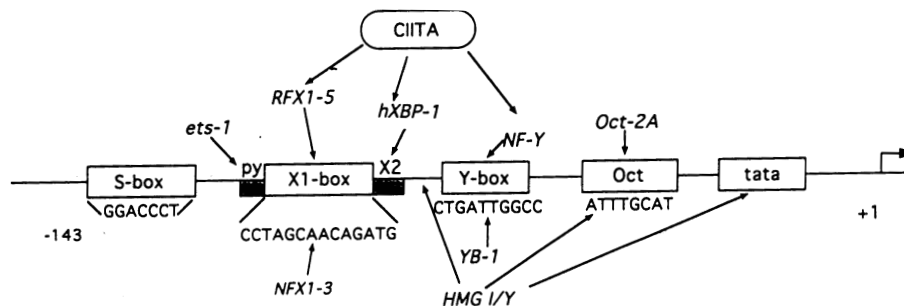 CIITA
RFX1-5
hXBP-1
ets-1
NF-Y
Oct-2A
py
X2
S-box
X1-box
Y-box
Oct
tata
GGACCCT
CTGATTGGCC
ATTTGCAT
-143
CCTAGCAACAGATG
+1
YB-1
NFX1-3
HMG I/Y